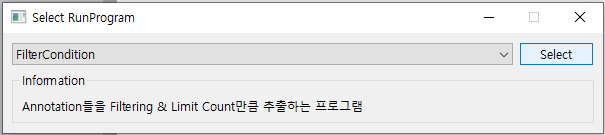 Select RunProgram
FilterCondition
Select
Information
Annotation들을 Filtering & Limit Count만큼 추출하는 프로그램